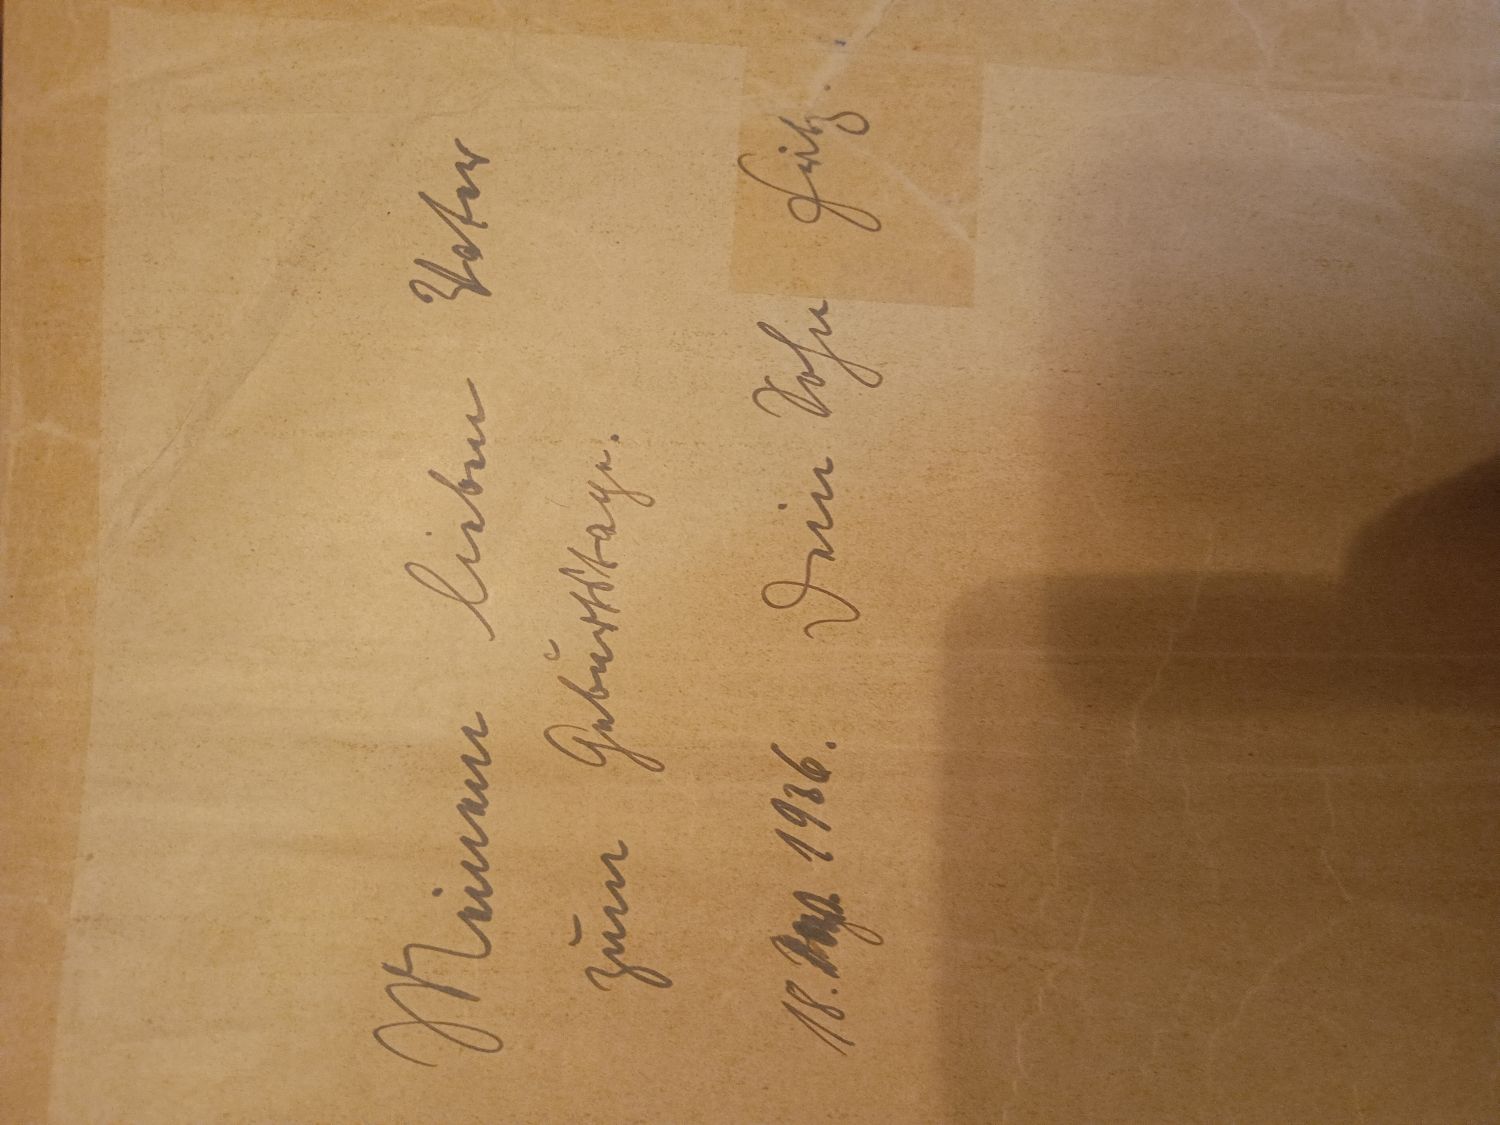 Meinem lieben Vater
zum Geburtstage.
18. 1936. Dein Sohn Fritz.